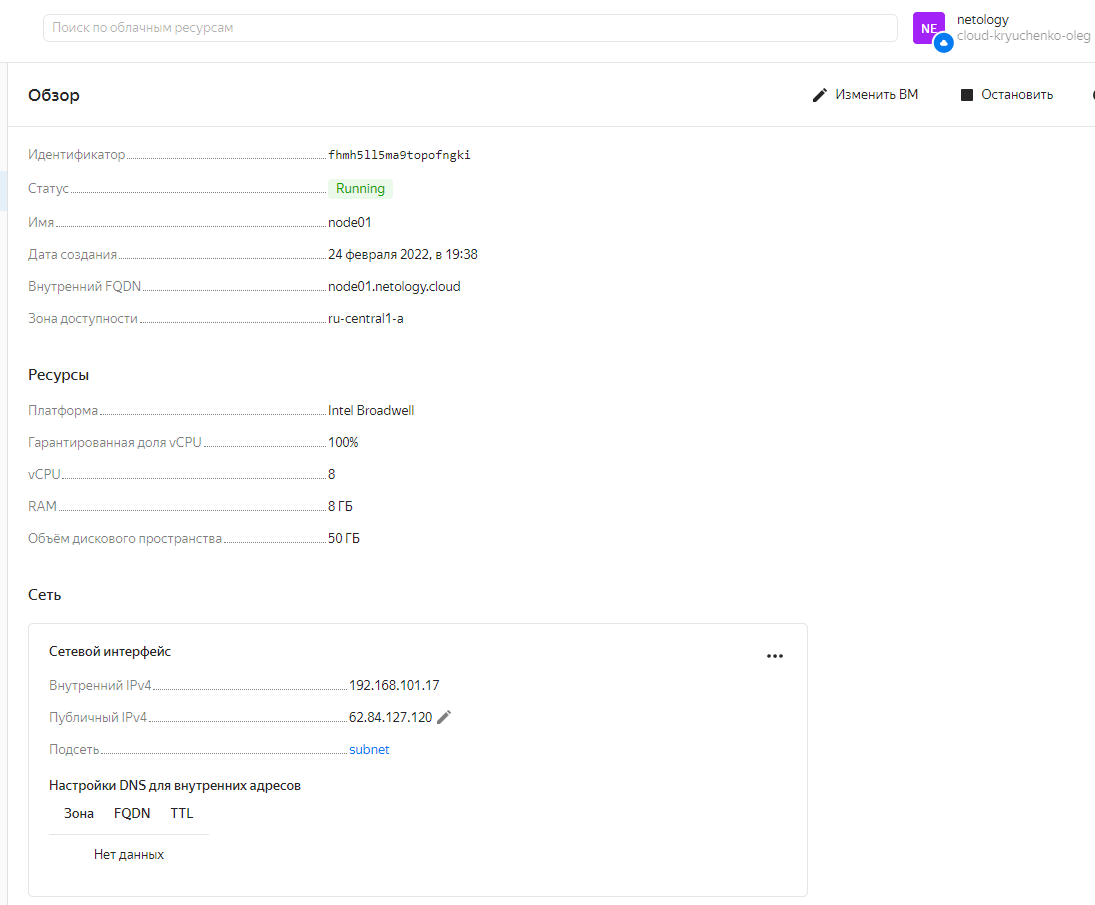 Поиск по облачным ресурсам
NE
netology
cloud-kryuchenko-oleg
Обзор
Изменить ВМ
Остановить
Идентификатор fhmh5ll5ma9topofngki
Статус Running
Имя node01
Дата создания 24 февраля 2022, в 19:38
Внутренний FQDN node01.netology.cloud
Зона доступности ru-central1-a
Ресурсы
Платформа Intel Broadwell
Гарантированная доля vCPU 100%
vCPU 8
RAM 8 ГБ
Объём дискового пространства 50 ГБ
Сеть
Сетевой интерфейс
Внутренний IPv4 192.168.101.17
Публичный IPv4 62.84.127.120
Подсеть subnet
Настройки DNS для внутренних адресов
Зона FQDN TTL
Нет данных